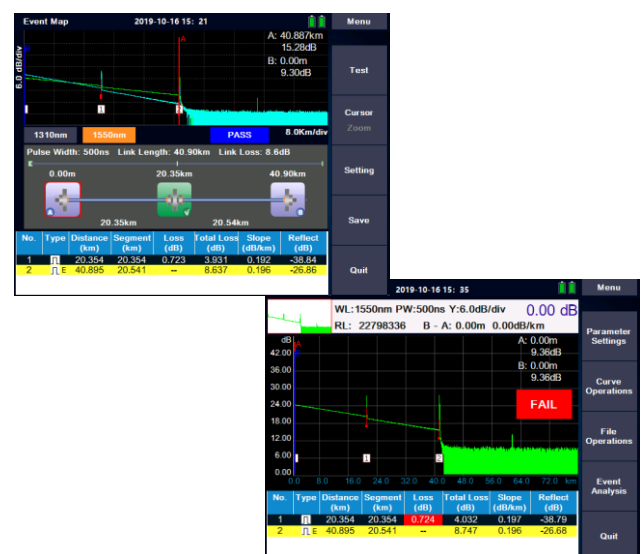 Event Map 2019-10-16 15: 21 Menu
A: 40.887km
15.28dB
B: 0.00m
9.30dB
6.0 dB/div
A
B
1 2
Test
Cursor
Zoom
Setting
Save
Quit
1310nm 1550nm PASS 8.0Km/div
Pulse Width: 500ns Link Length: 40.90km Link Loss: 8.6dB
0.00m 20.35km 40.90km
20.35km 20.54km
No. Type Distance (km) Segment (km) Loss (dB) Total Loss (dB) Slope (dB/km) Reflect (dB)
1 20.354 20.354 0.723 3.931 0.192 -38.84
2 E 40.895 20.541 -- 8.637 0.196 -26.86
2019-10-16 15: 35 Menu
WL:1550nm PW:500ns Y:6.0dB/div 0.00 dB
RL: 22798336 B - A: 0.00m 0.00dB/km
dB
A
A: 0.00m
9.36dB
B: 0.00m
9.36dB
FAIL
42.00
36.00
30.00
24.00
18.00
12.00
6.00
0.00
1 2
0.0 8.0 16.0 24.0 32.0 40.0 48.0 56.0 64.0 72.0 km
Parameter
Settings
Curve
Operations
File
Operations
Event
Analysis
Quit
No. Type Distance (km) Segment (km) Loss (dB) Total Loss (dB) Slope (dB/km) Reflect (dB)
1 20.354 20.354 0.724 4.032 0.197 -38.79
2 E 40.895 20.541 -- 8.747 0.196 -26.68